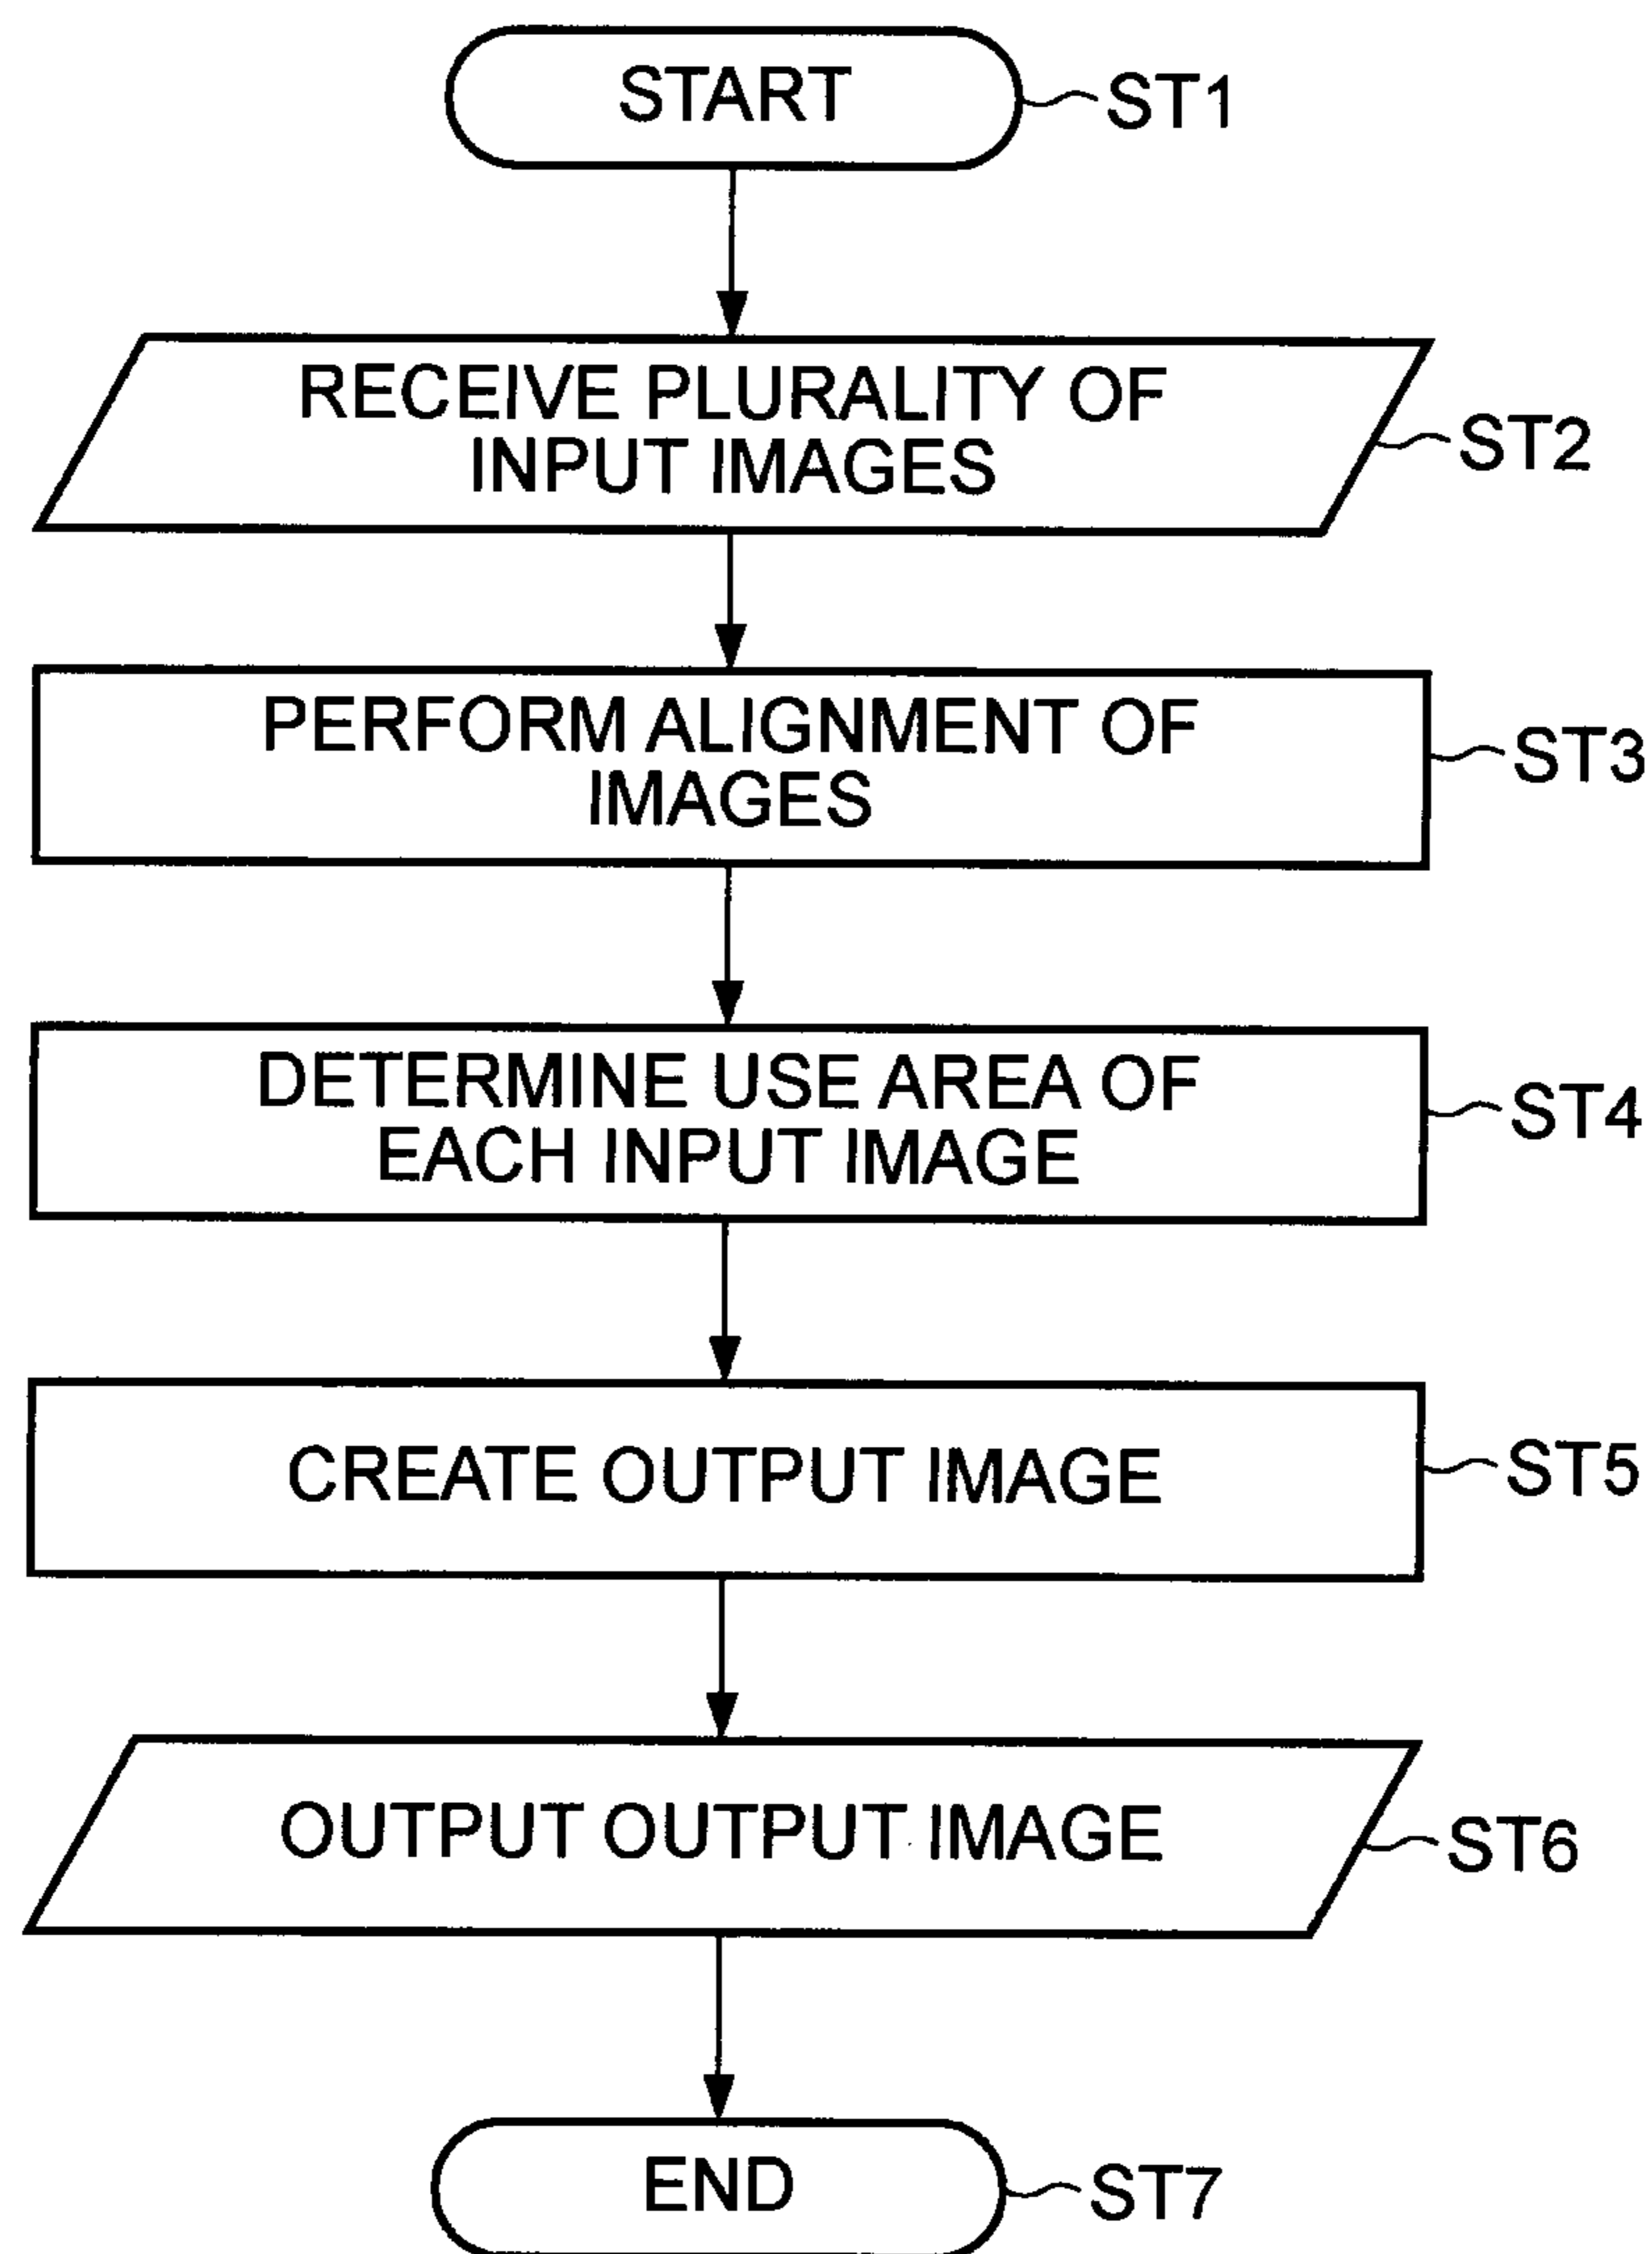 START
ST1
RECEIVE PLURALITY OF
INPUT IMAGES
ST2
PERFORM ALIGNMENT OF
IMAGES
ST3
DETERMINE USE AREA OF
EACH INPUT IMAGE
ST4
CREATE OUTPUT IMAGE
ST5
OUTPUT OUTPUT IMAGE
ST6
END
ST7